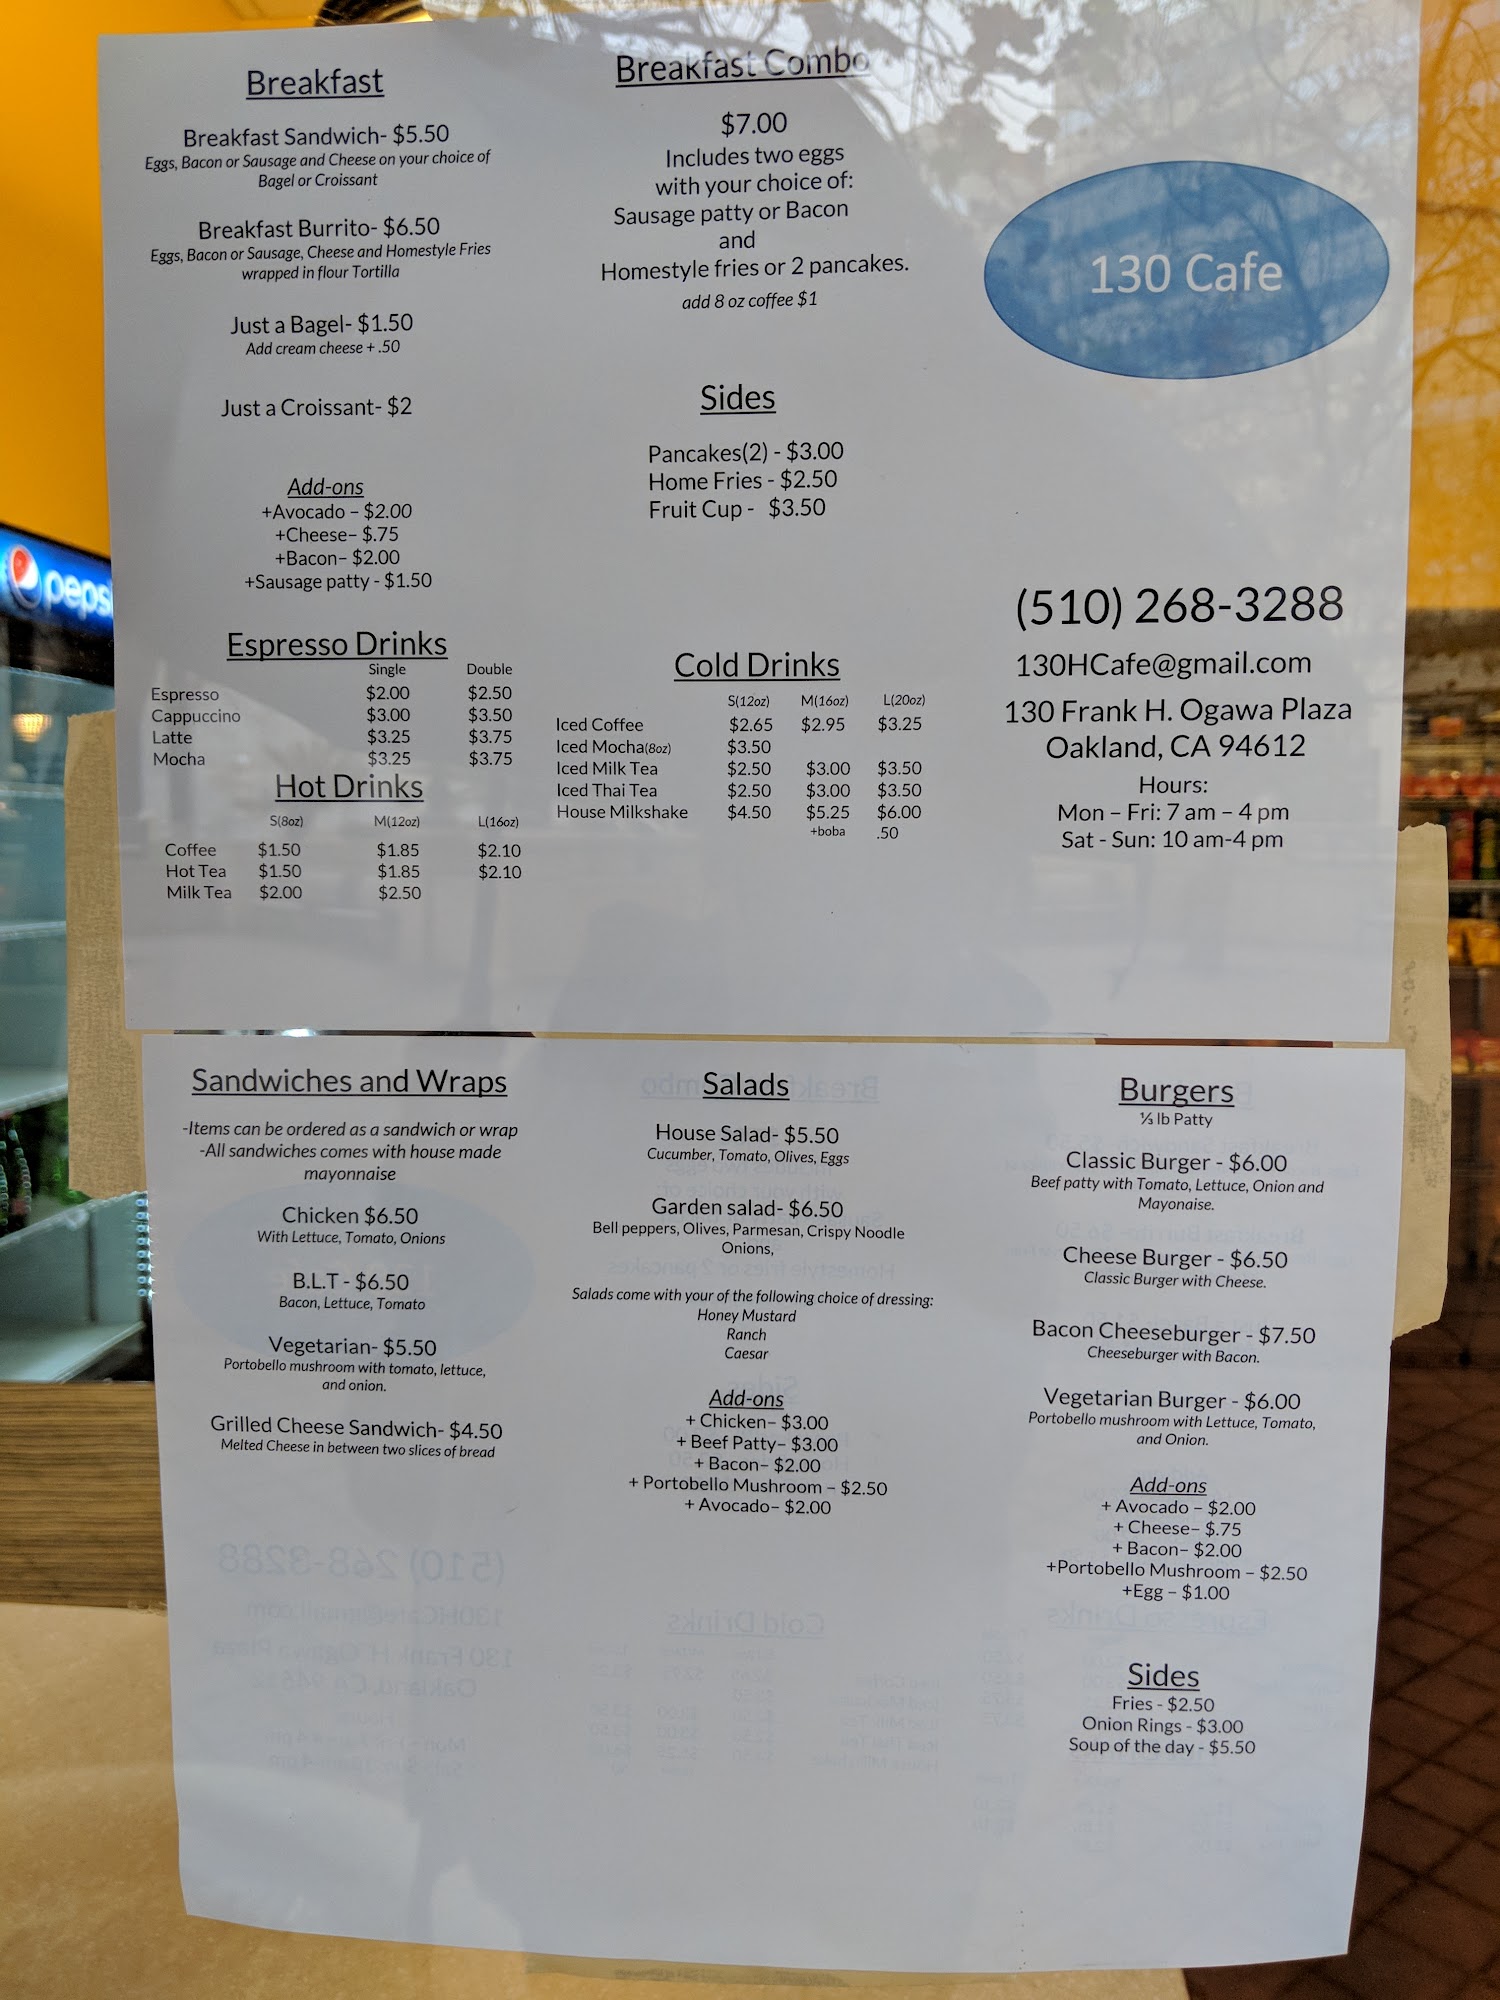 Breakfast
Breakfast Sandwich- $5.50
Eggs, Bacon or Sausage and Cheese on your choice of
Bagel or Croissant
Breakfast Burrito- $6.50
Eggs, Bacon or Sausage, Cheese and Homestyle Fries
wrapped in flour Tortilla
Just a Bagel- $1.50
Add cream cheese + .50
Just a Croissant- $2
Add-ons
+Avocado – $2.00
+Cheese– $.75
+Bacon– $2.00
+Sausage patty - $1.50
Espresso Drinks
Single Double
Espresso $2.00 $2.50
Cappuccino $3.00 $3.50
Latte $3.25 $3.75
Mocha $3.25 $3.75
Hot Drinks
S(8oz) M(12oz) L(16oz)
Coffee $1.50 $1.85 $2.10
Hot Tea $1.50 $1.85 $2.10
Milk Tea $2.00 $2.50
Breakfast Combo
$7.00
Includes two eggs
with your choice of:
Sausage patty or Bacon
and
Homestyle fries or 2 pancakes.
add 8 oz coffee $1
Sides
Pancakes(2) - $3.00
Home Fries - $2.50
Fruit Cup - $3.50
Cold Drinks
S(12oz) M(16oz) L(20oz)
Iced Coffee $2.65 $2.95 $3.25
Iced Mocha(8oz) $3.50
Iced Milk Tea $2.50 $3.00 $3.50
Iced Thai Tea $2.50 $3.00 $3.50
House Milkshake $4.50 $5.25 $6.00
+boba .50
130 Cafe
(510) 268-3288
130HCafe@gmail.com
130 Frank H. Ogawa Plaza
Oakland, CA 94612
Hours:
Mon – Fri: 7 am – 4 pm
Sat - Sun: 10 am-4 pm
pepsi
Sandwiches and Wraps
-Items can be ordered as a sandwich or wrap
-All sandwiches comes with house made
mayonnaise
Chicken $6.50
With Lettuce, Tomato, Onions
B.L.T - $6.50
Bacon, Lettuce, Tomato
Vegetarian- $5.50
Portobello mushroom with tomato, lettuce,
and onion.
Grilled Cheese Sandwich- $4.50
Melted Cheese in between two slices of bread
Salads
House Salad- $5.50
Cucumber, Tomato, Olives, Eggs
Garden salad- $6.50
Bell peppers, Olives, Parmesan, Crispy Noodle
Onions,
Salads come with your of the following choice of dressing:
Honey Mustard
Ranch
Caesar
Add-ons
+ Chicken– $3.00
+ Beef Patty– $3.00
+ Bacon– $2.00
+ Portobello Mushroom – $2.50
+ Avocado– $2.00
Burgers
⅓ lb Patty
Classic Burger - $6.00
Beef patty with Tomato, Lettuce, Onion and
Mayonaise.
Cheese Burger - $6.50
Classic Burger with Cheese.
Bacon Cheeseburger - $7.50
Cheeseburger with Bacon.
Vegetarian Burger - $6.00
Portobello mushroom with Lettuce, Tomato,
and Onion.
Add-ons
+ Avocado – $2.00
+ Cheese– $.75
+ Bacon– $2.00
+Portobello Mushroom – $2.50
+Egg – $1.00
Sides
Fries - $2.50
Onion Rings - $3.00
Soup of the day - $5.50